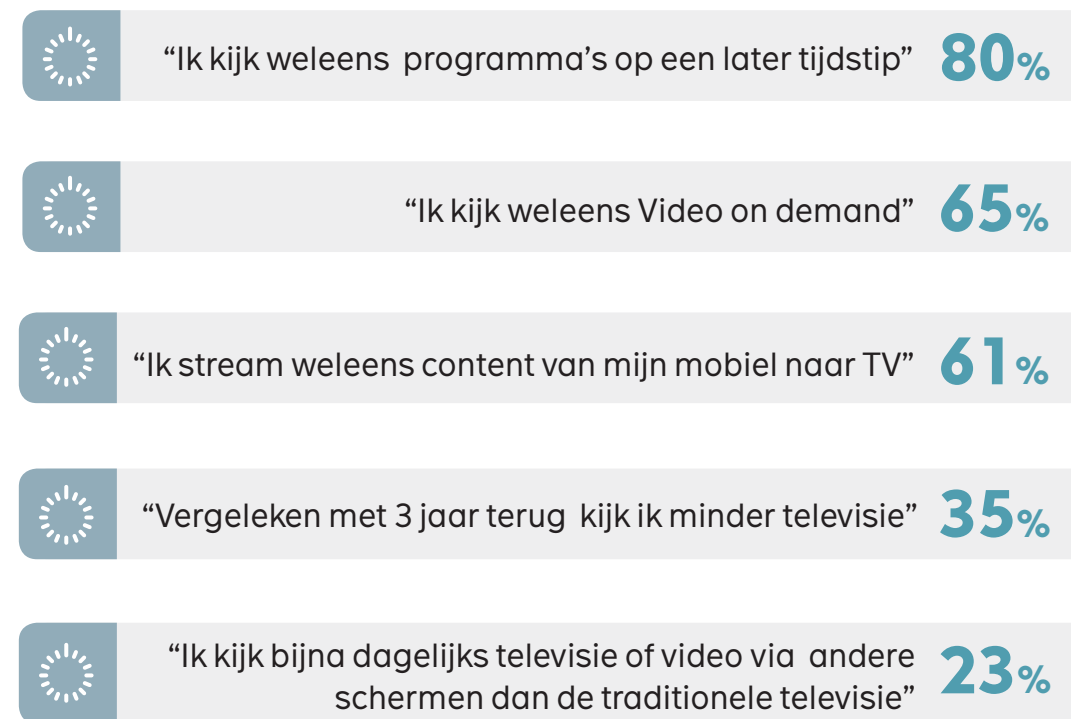 “Ik kijk weleens programma’s op een later tijdstip” 80%
“Ik kijk weleens Video on demand” 65%
“Ik stream weleens content van mijn mobiel naar TV” 61%
“Vergeleken met 3 jaar terug kijk ik minder televisie” 35%
“Ik kijk bijna dagelijks televisie of video via andere
schermen dan de traditionele televisie” 23%